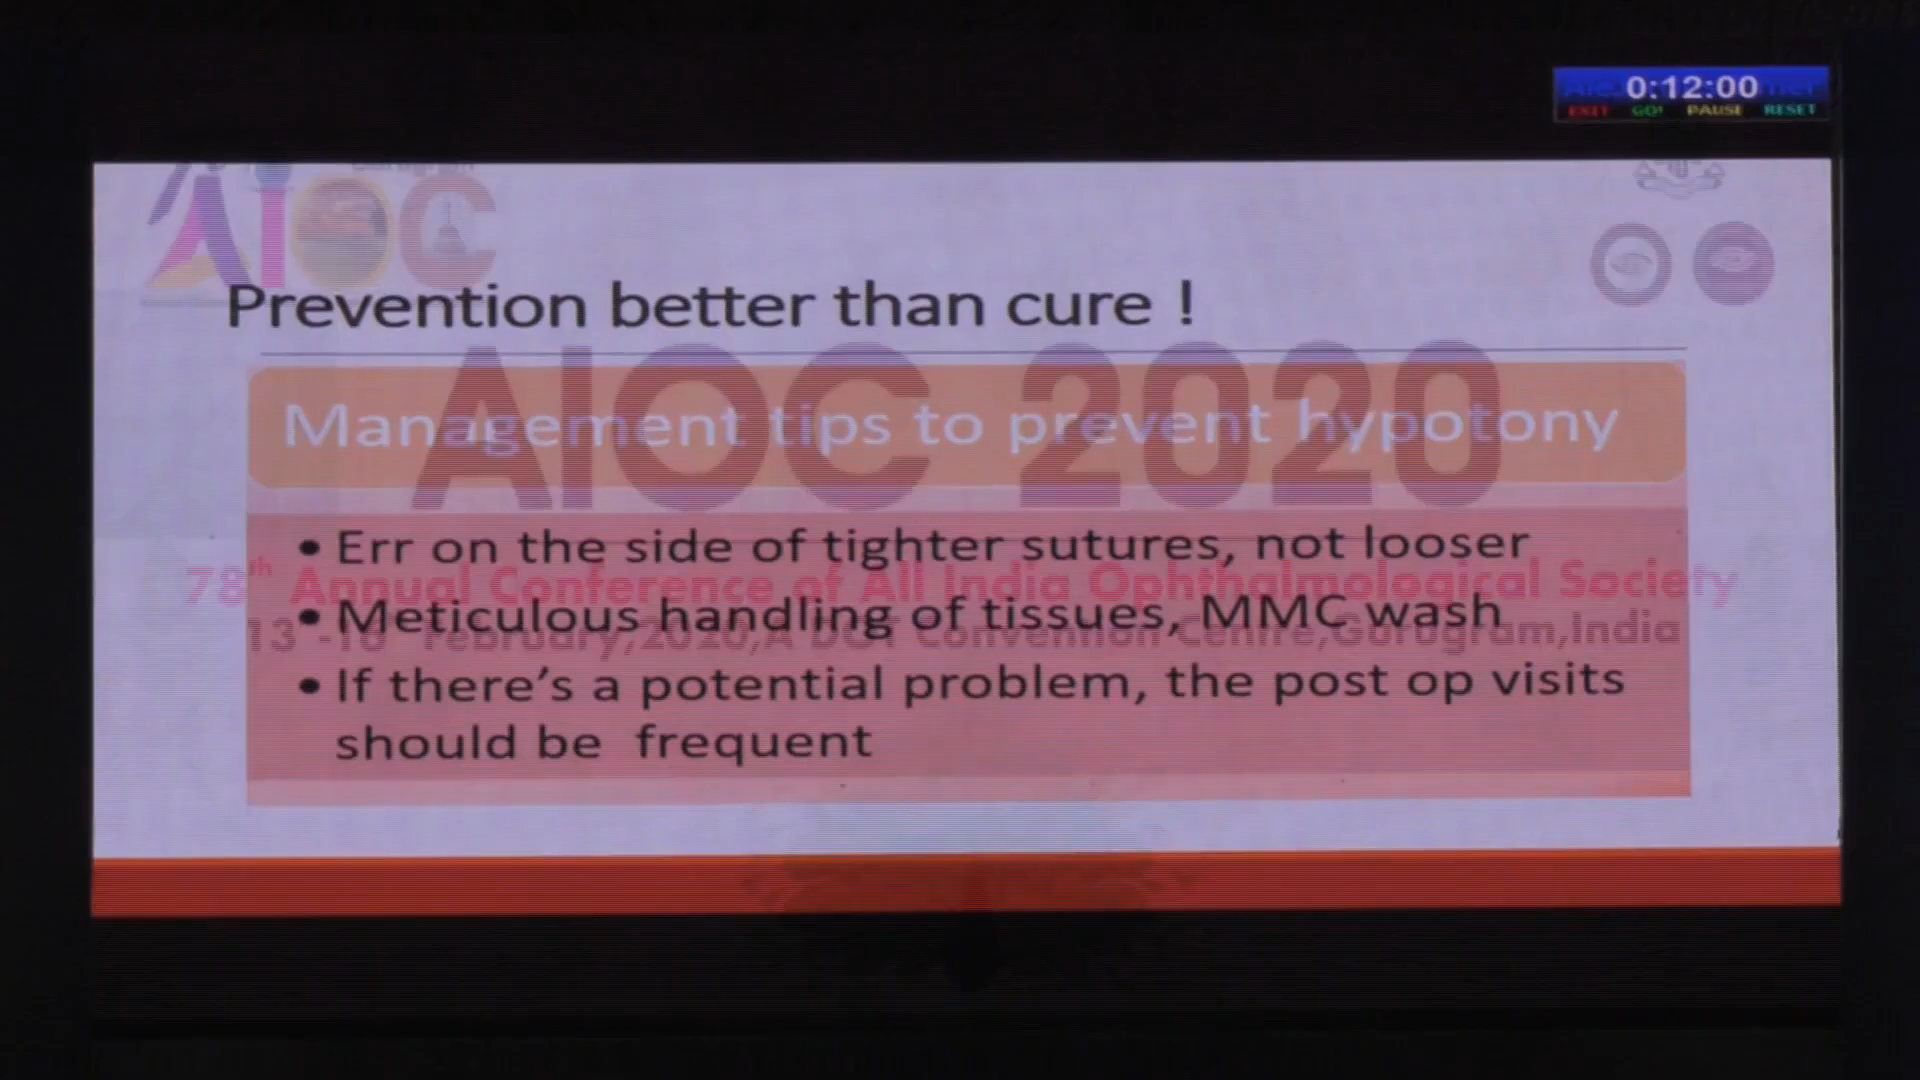 0:12:00
EXIT GO! PAUSE RESET
AIOC
Prevention better than cure !
AIOC 2020
Management tips to prevent hypotony
• Err on the side of tighter sutures, not looser
78th Annual Conference of All India Ophthalmological Society
• Meticulous handling of tissues, MMC wash
February,2020,A DOT Convention Centre,Gurugram,India
• If there's a potential problem, the post op visits
should be frequent